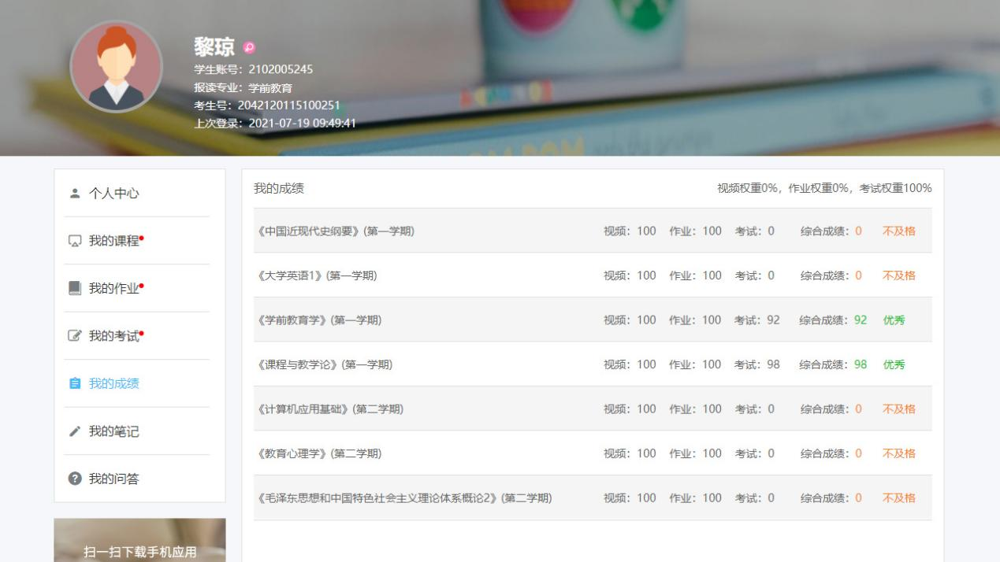 黎琼
学生账号：2102005245
报读专业：学前教育
考生号：2042120115100251
上次登录：2021-07-19 09:49:41
个人中心
我的课程
我的作业
我的考试
我的成绩
我的笔记
我的问答
扫一扫下载手机应用
我的成绩 视频权重0%，作业权重0%，考试权重100%
《中国近现代史纲要》(第一学期) 视频：100 作业：100 考试：0 综合成绩：0 不及格
《大学英语1》(第一学期) 视频：100 作业：100 考试：0 综合成绩：0 不及格
《学前教育学》(第一学期) 视频：100 作业：100 考试：92 综合成绩：92 优秀
《课程与教学论》(第一学期) 视频：100 作业：100 考试：98 综合成绩：98 优秀
《计算机应用基础》(第二学期) 视频：100 作业：100 考试：0 综合成绩：0 不及格
《教育心理学》(第二学期) 视频：100 作业：100 考试：0 综合成绩：0 不及格
《毛泽东思想和中国特色社会主义理论体系概论2》(第二学期) 视频：100 作业：100 考试：0 综合成绩：0 不及格